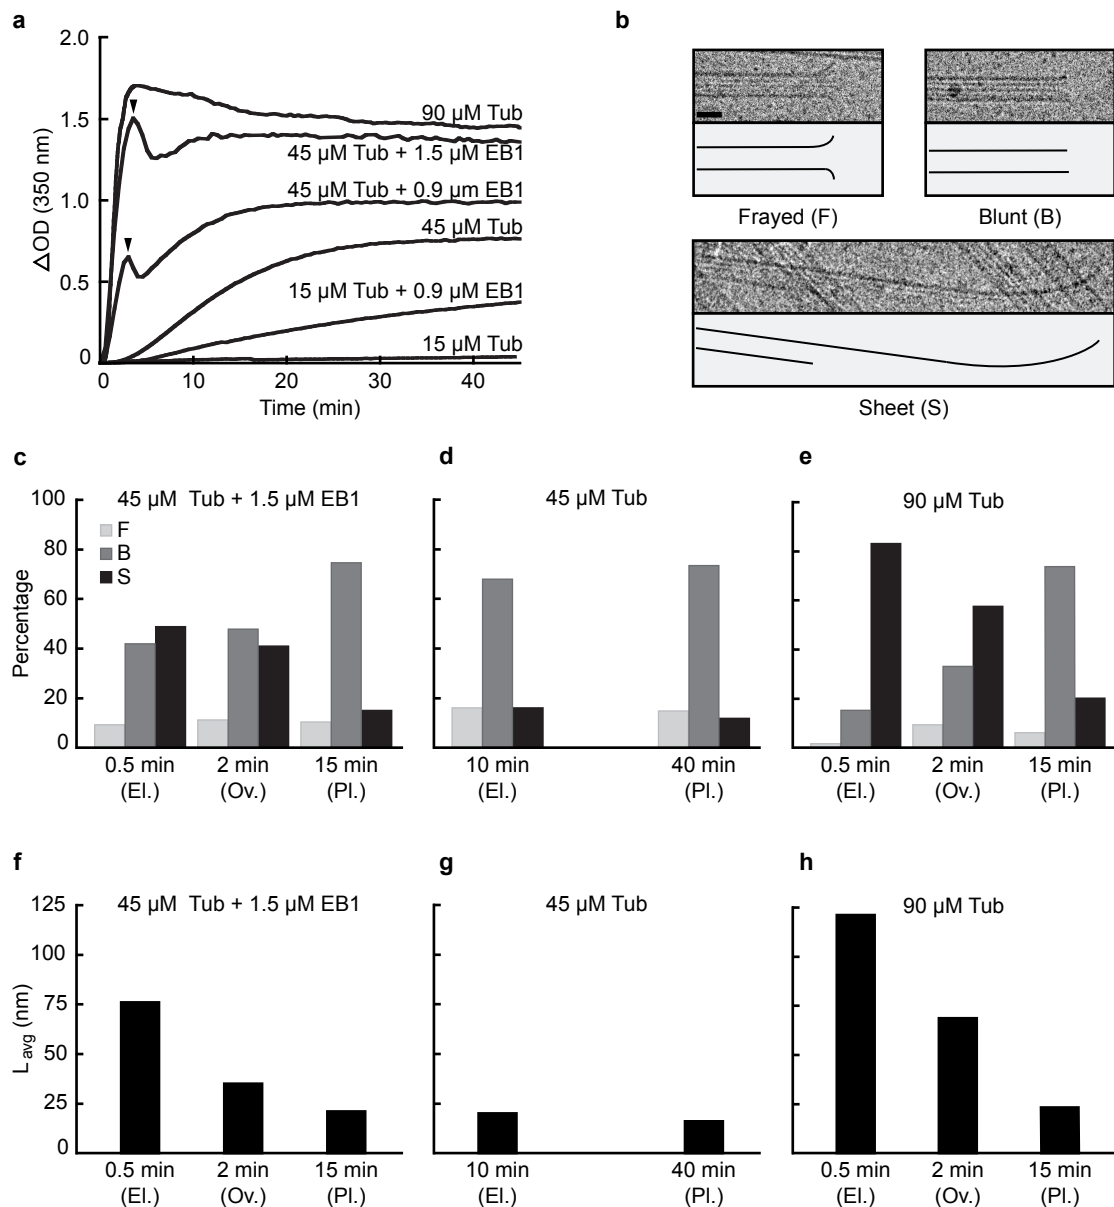 a
2.0
1.5
1.0
0.5
0
ΔOD (350 nm)
90 µM Tub
45 µM Tub + 1.5 µM EB1
45 µM Tub + 0.9 µm EB1
45 µM Tub
15 µM Tub + 0.9 µM EB1
15 µM Tub
0 10 20 30 40
Time (min)
b
Frayed (F)
Blunt (B)
Sheet (S)
c
45 µM Tub + 1.5 µM EB1
100
80
60
40
20
0
Percentage
F
B
S
0.5 min 2 min 15 min
(El.) (Ov.) (Pl.)
d
45 µM Tub
10 min 40 min
(El.) (Pl.)
e
90 µM Tub
0.5 min 2 min 15 min
(El.) (Ov.) (Pl.)
f
45 µM Tub + 1.5 µM EB1
125
100
75
50
25
0
Lavg (nm)
0.5 min 2 min 15 min
(El.) (Ov.) (Pl.)
g
45 µM Tub
10 min 40 min
(El.) (Pl.)
h
90 µM Tub
0.5 min 2 min 15 min
(El.) (Ov.) (Pl.)